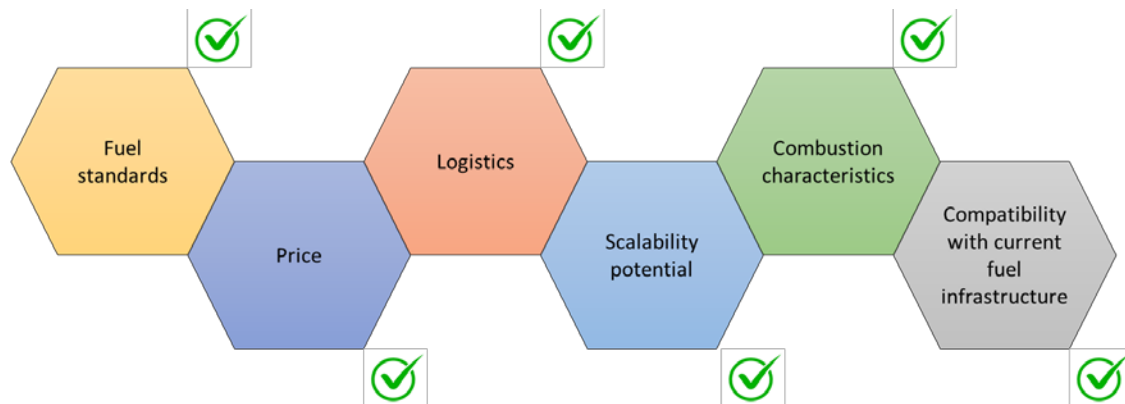 Fuel
standards
Price
Logistics
Scalability
potential
Combustion
characteristics
Compatibility
with current
fuel
infrastructure